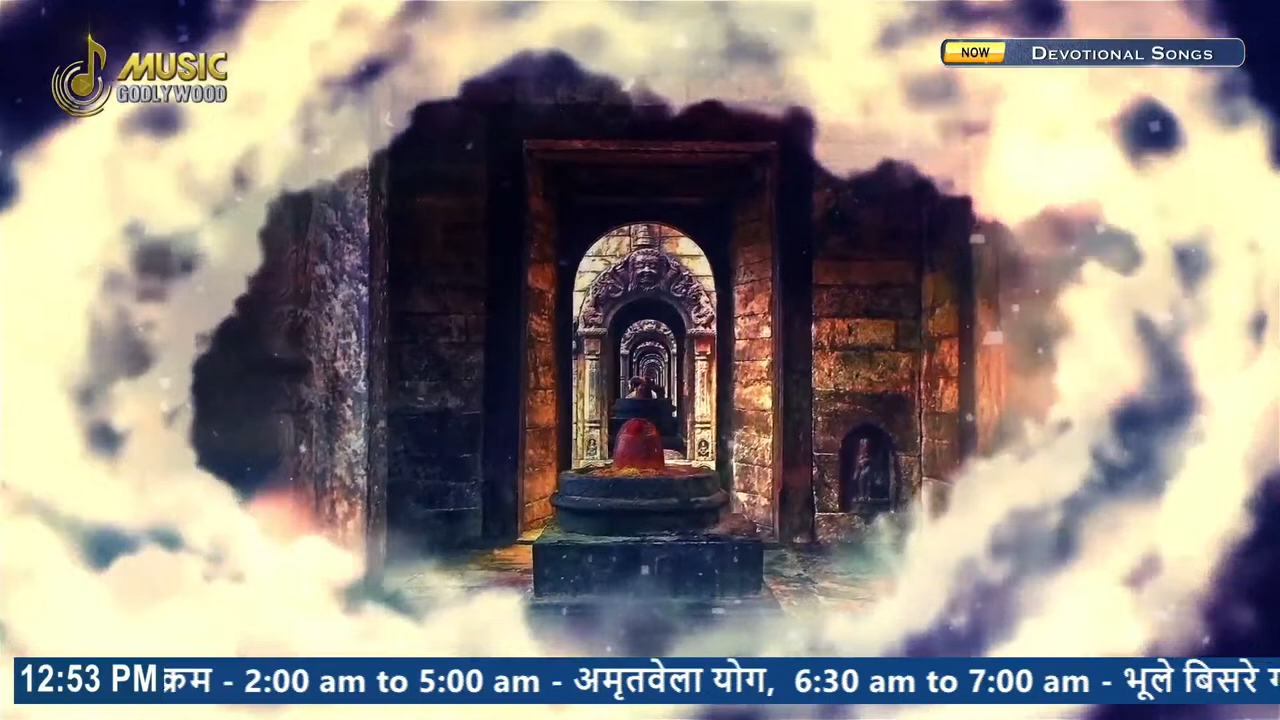 MUSIC
GODLYWOOD
NOW DEVOTIONAL SONGS
12:53 PM क्रम - 2:00 am to 5:00 am - अमृतवेला योग, 6:30 am to 7:00 am - भूले बिसरे